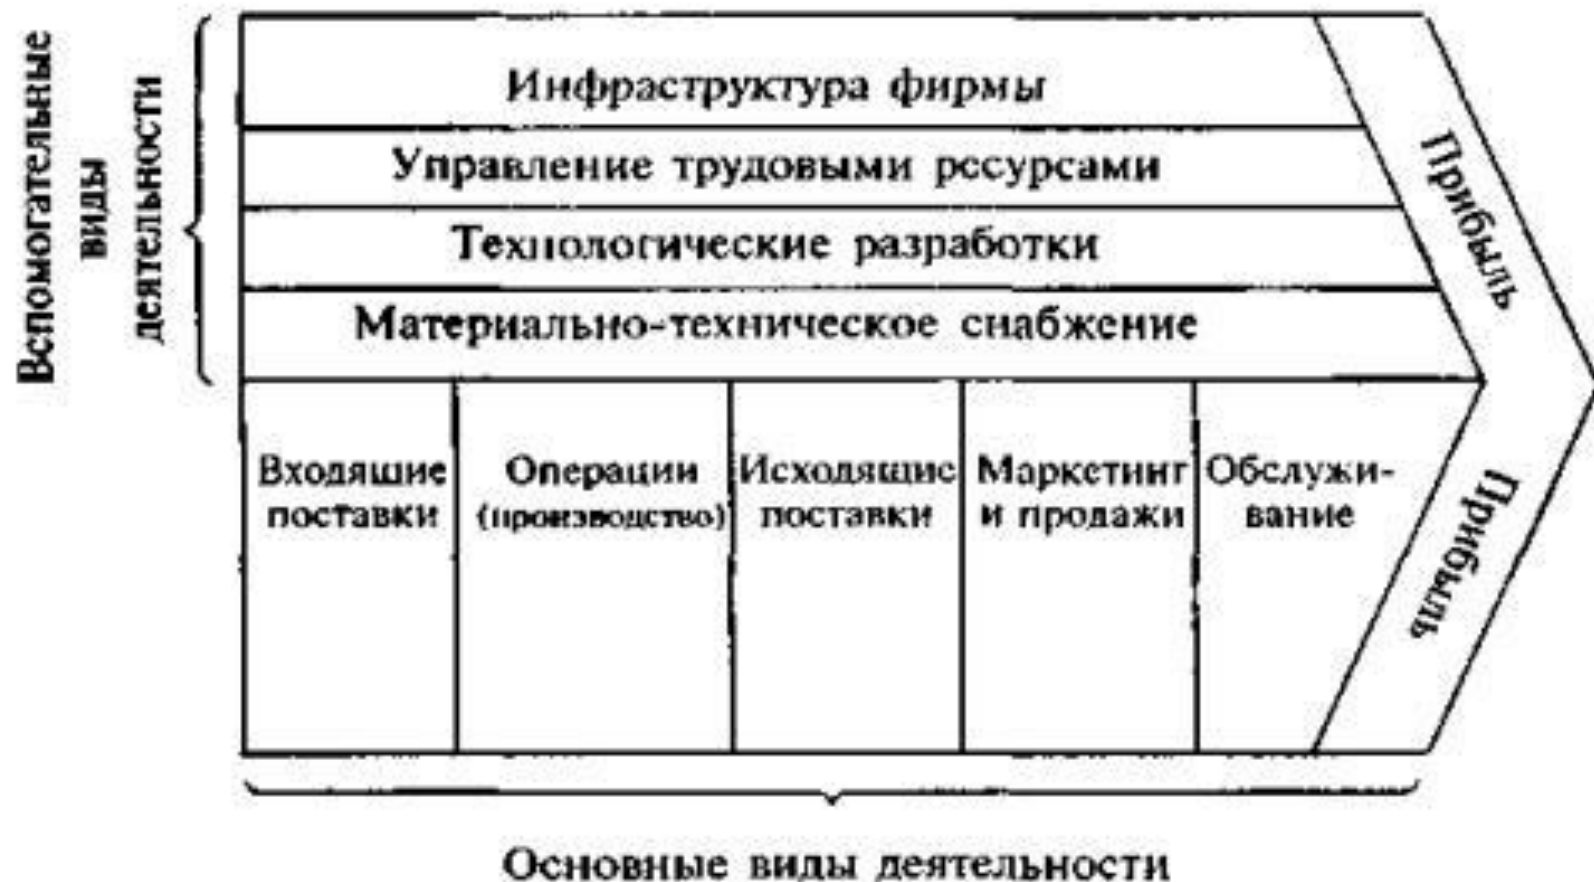 Вспомогательные
виды
деятельности
Инфраструктура фирмы
Управление трудовыми ресурсами
Технологические разработки
Материально-техническое снабжение
Прибыль
Входящие
поставки
Операции
(производство)
Исходящие
поставки
Маркетинг
и продажи
Обслужи-
вание
Прибыль
Основные виды деятельности